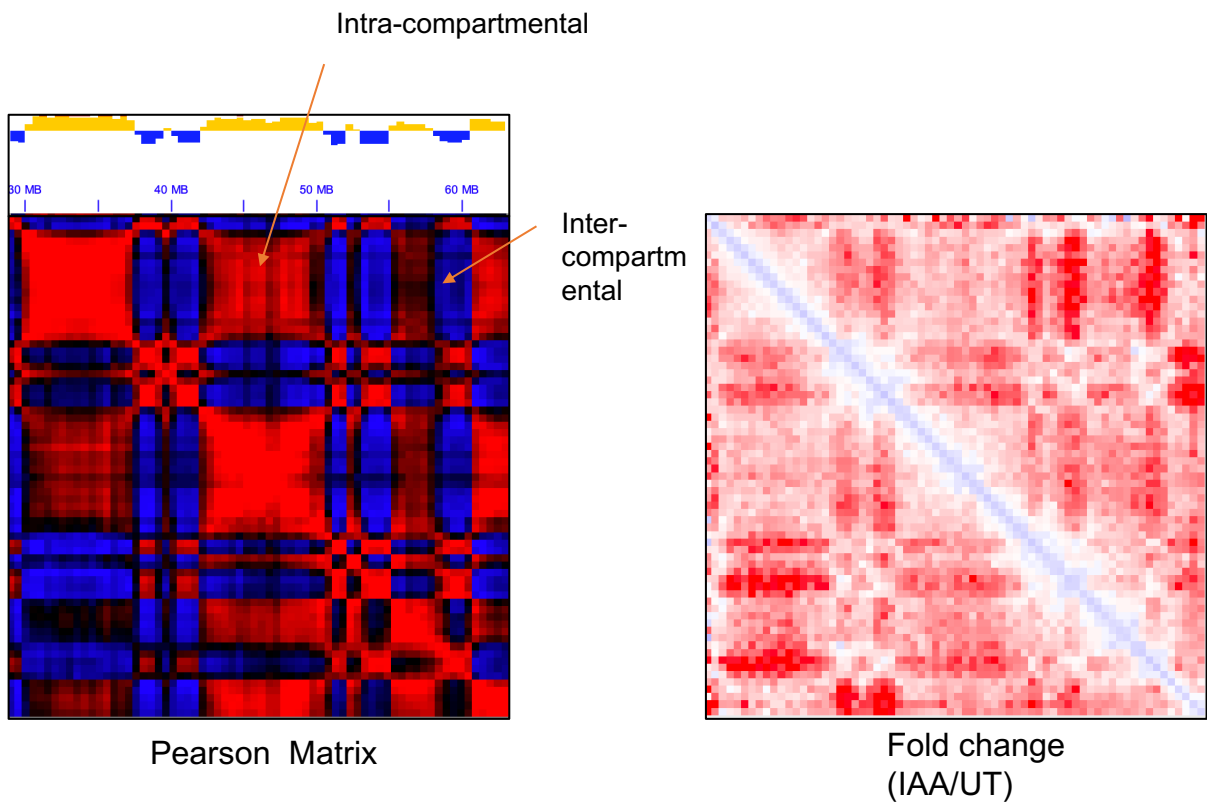 Intra-compartmental
30 MB 40 MB 50 MB 60 MB
Inter-
compartm
ental
Pearson Matrix
Fold change
(IAA/UT)